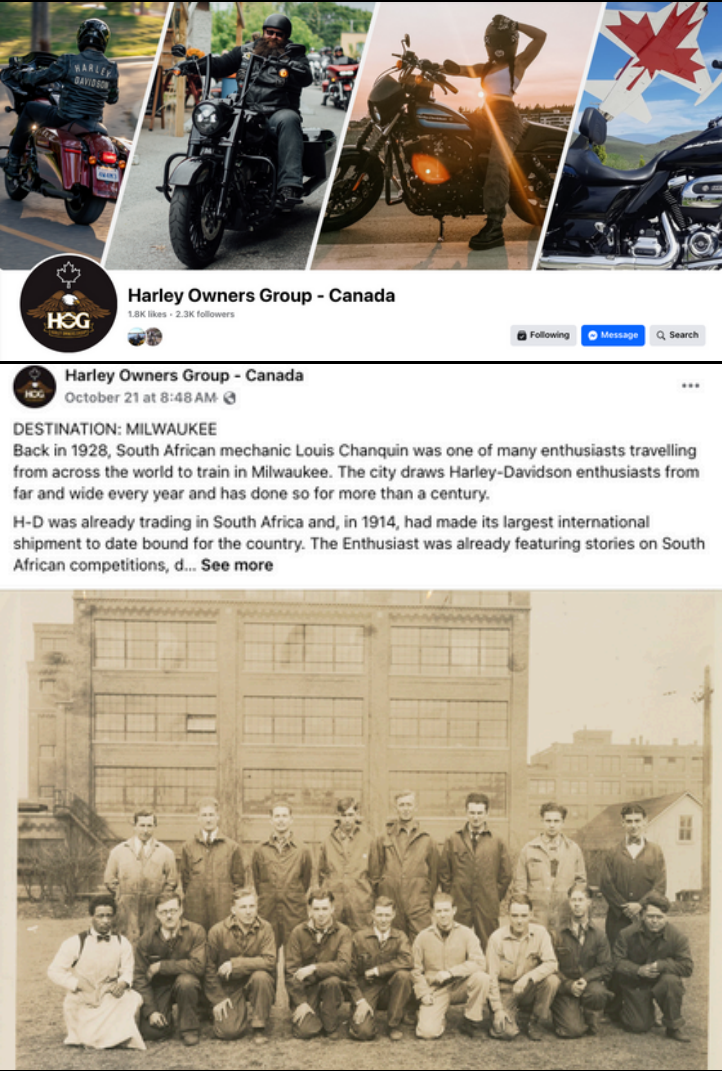 HARLEY
DAVIDSON
HOG
Harley Owners Group - Canada
1.8K likes • 2.3K followers
Following
Message
Search
HOG
Harley Owners Group - Canada
October 21 at 8:48 AM
DESTINATION: MILWAUKEE
Back in 1928, South African mechanic Louis Chanquin was one of many enthusiasts travelling
from across the world to train in Milwaukee. The city draws Harley-Davidson enthusiasts from
far and wide every year and has done so for more than a century.
H-D was already trading in South Africa and, in 1914, had made its largest international
shipment to date bound for the country. The Enthusiast was already featuring stories on South
African competitions, d... See more